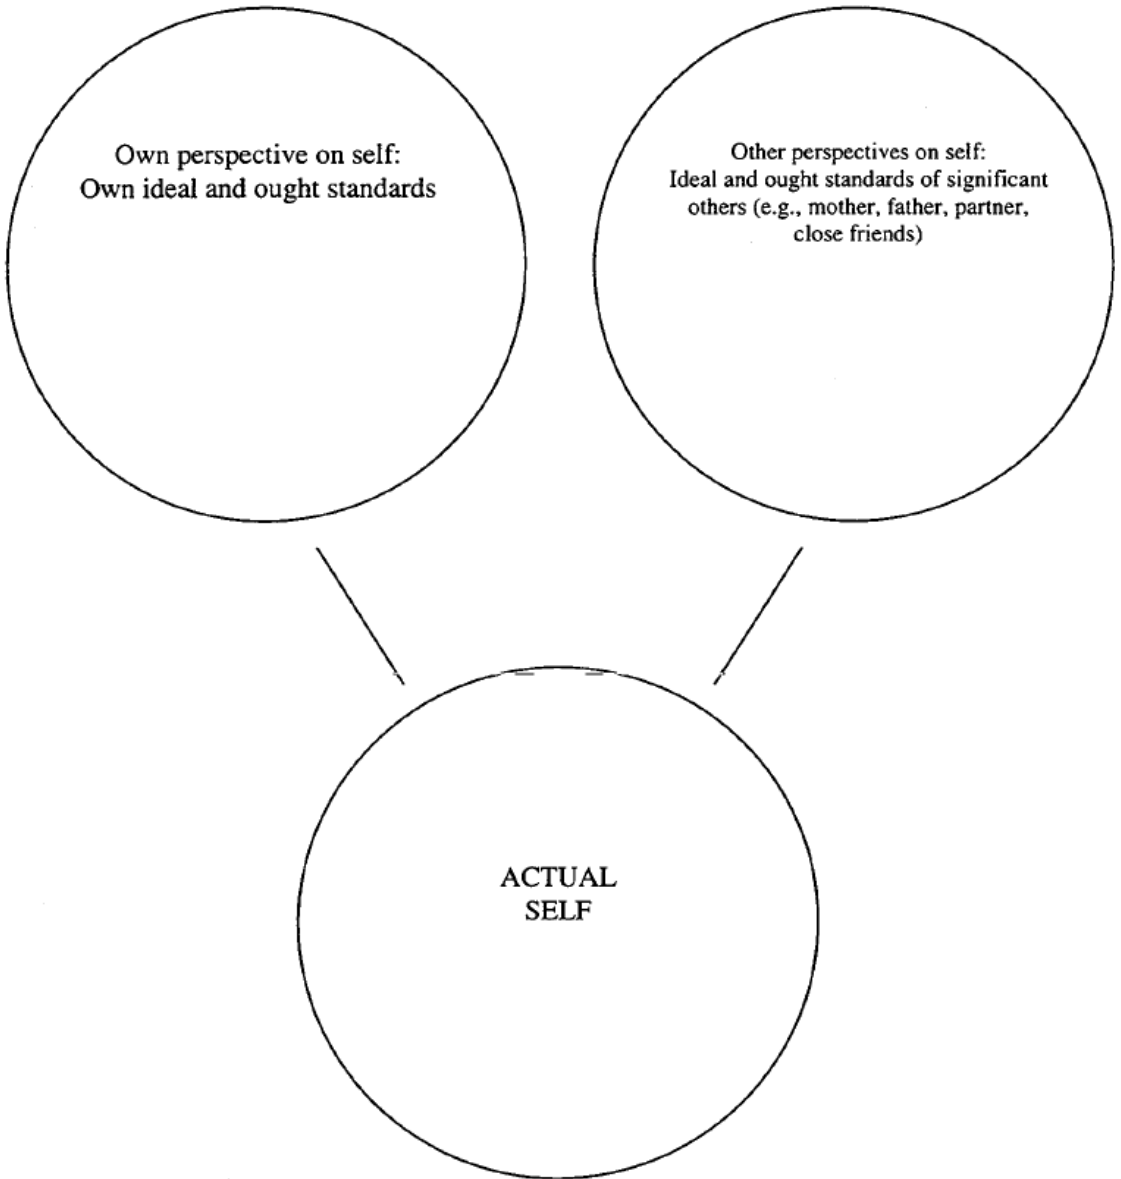 Own perspective on self:
Own ideal and ought standards
Other perspectives on self:
Ideal and ought standards of significant
others (e.g., mother, father, partner,
close friends)
ACTUAL
SELF